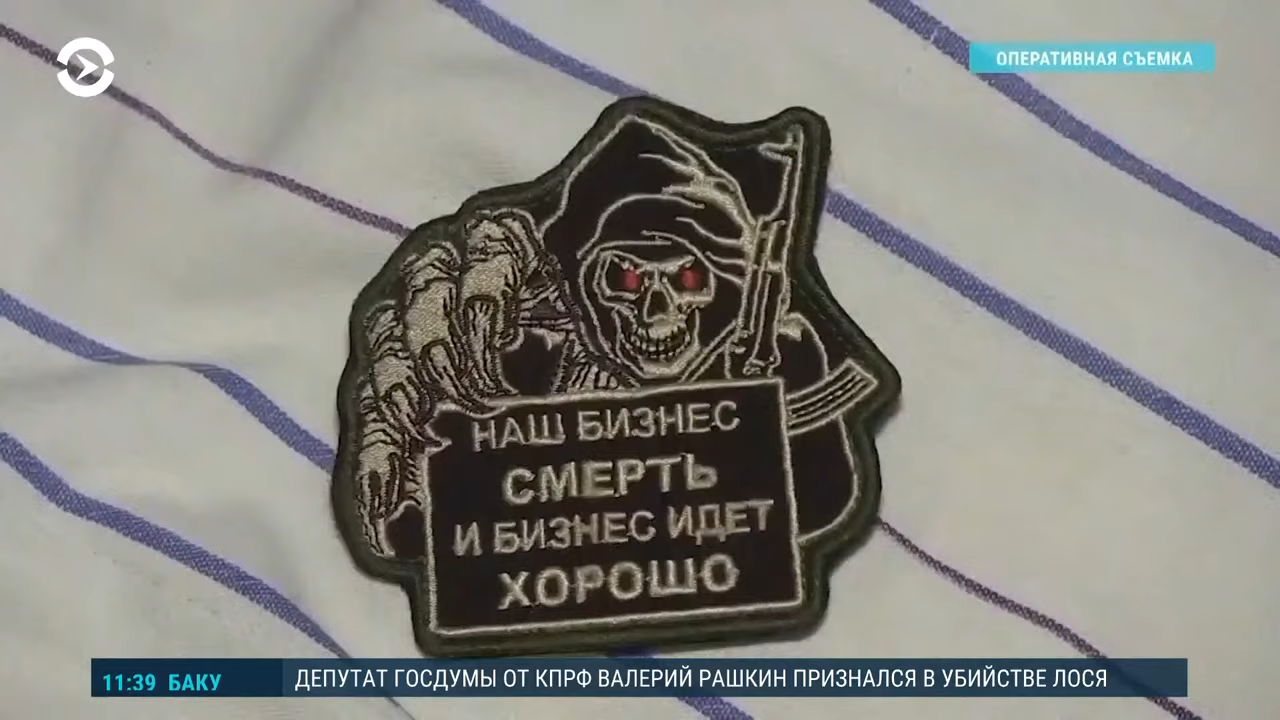 ОПЕРАТИВНАЯ СЪЕМКА
НАШ БИЗНЕС
СМЕРТЬ
И БИЗНЕС ИДЕТ
ХОРОШО
11:39 БАКУ
ДЕПУТАТ ГОСДУМЫ ОТ КПРФ ВАЛЕРИЙ РАШКИН ПРИЗНАЛСЯ В УБИЙСТВЕ ЛОСЯ